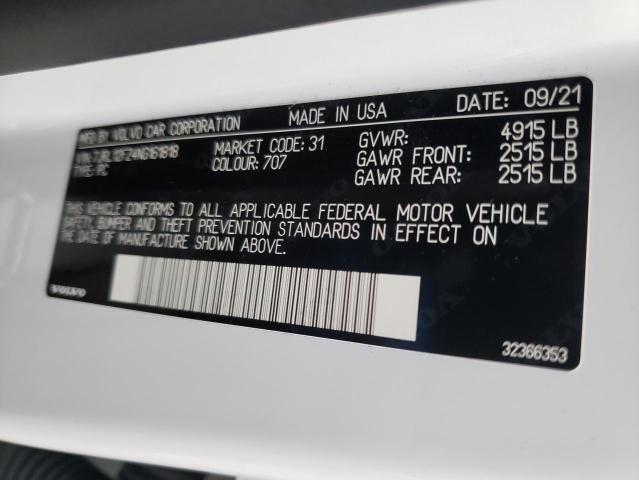 MFD BY VOLVO CAR CORPORATION MADE IN USA DATE: 09/21
MARKET CODE: 31 GVWR: 4915 LB
TYPE: PC COLOUR: 707 GAWR FRONT: 2515 LB
GAWR REAR: 2515 LB
THIS VEHICLE CONFORMS TO ALL APPLICABLE FEDERAL MOTOR VEHICLE
SAFETY, BUMPER AND THEFT PREVENTION STANDARDS IN EFFECT ON
THE DATE OF MANUFACTURE SHOWN ABOVE.
VOLVO
32366353